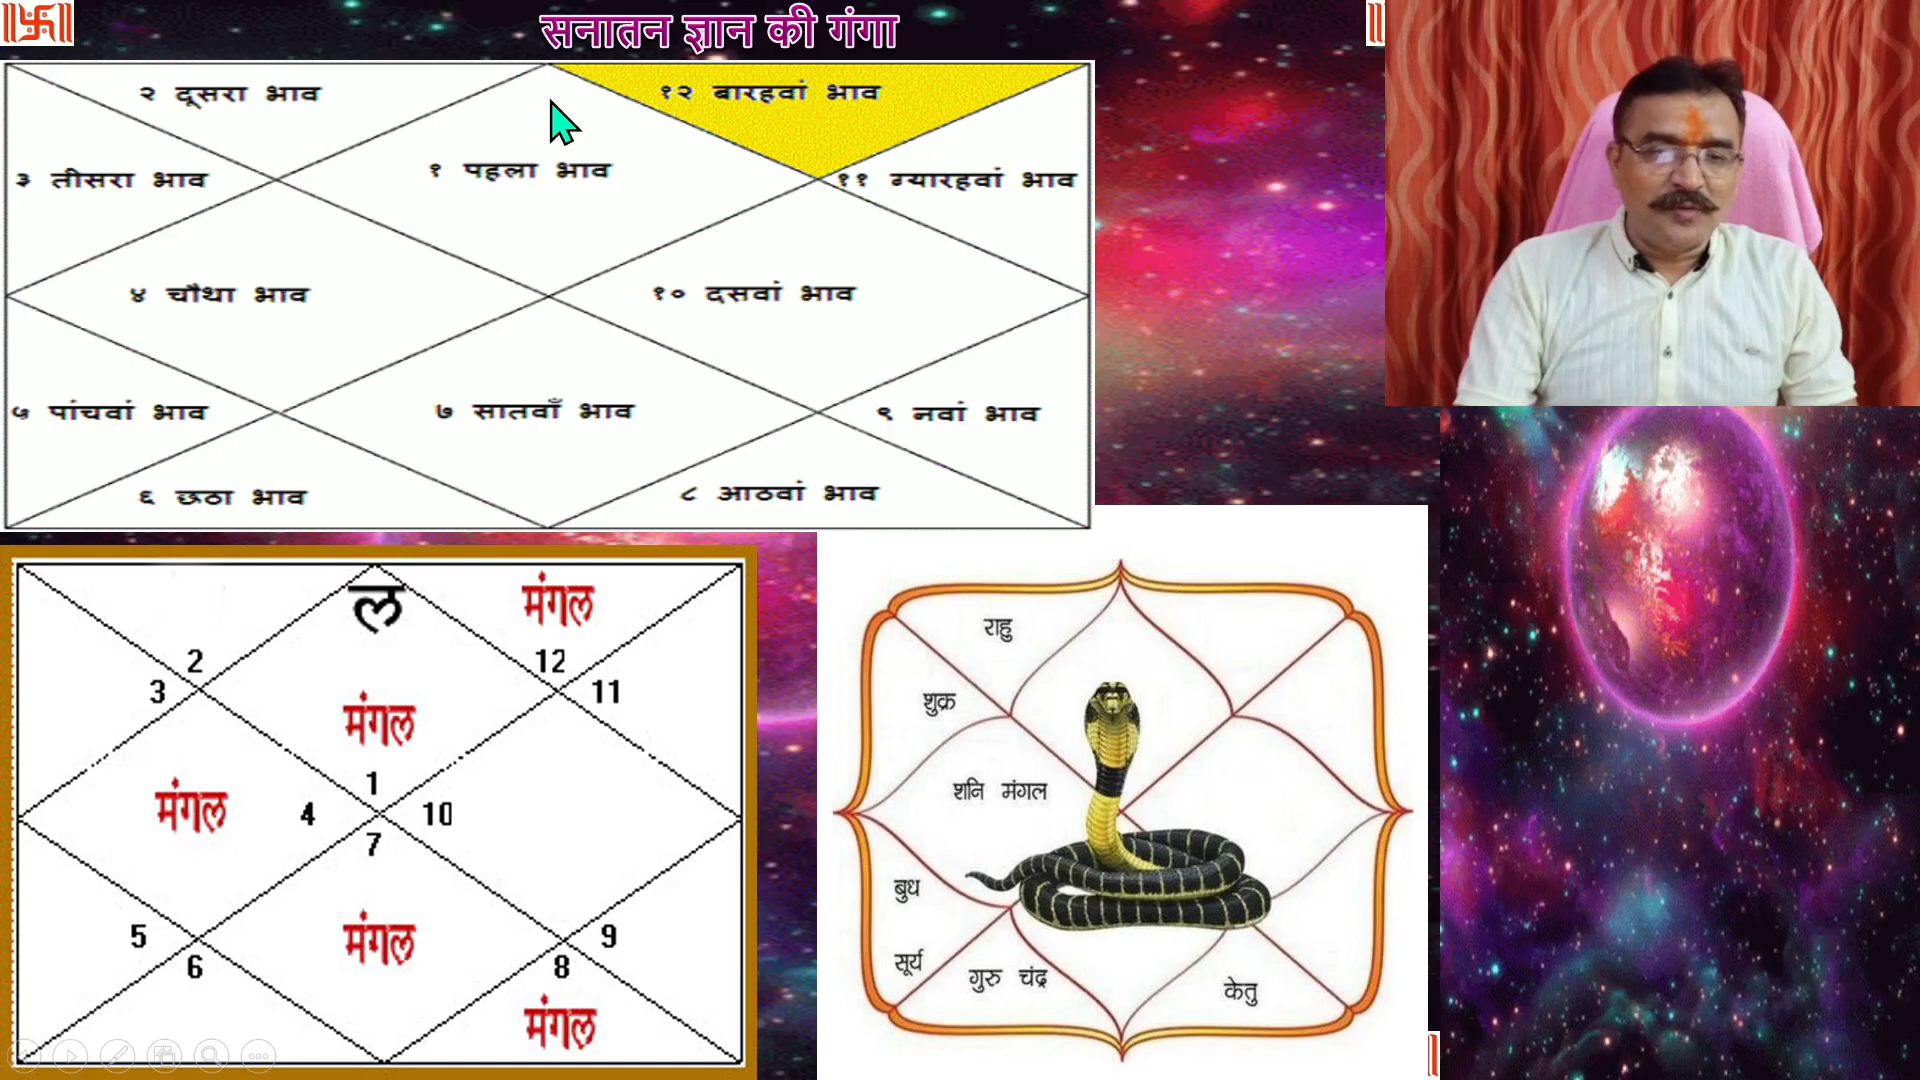 सनातन ज्ञान की गंगा
२ दूसरा भाव
१२ बारहवां भाव
३ तीसरा भाव
१ पहला भाव
११ ग्यारहवां भाव
४ चौथा भाव
१० दसवां भाव
५ पांचवां भाव
७ सातवाँ भाव
९ नवां भाव
६ छठा भाव
८ आठवां भाव
ल
मंगल
2
12
3
11
मंगल
1
मंगल
4
10
7
5
9
6
मंगल
8
मंगल
राहु
शुक्र
शनि मंगल
बुध
सूर्य
गुरु चंद्र
केतु